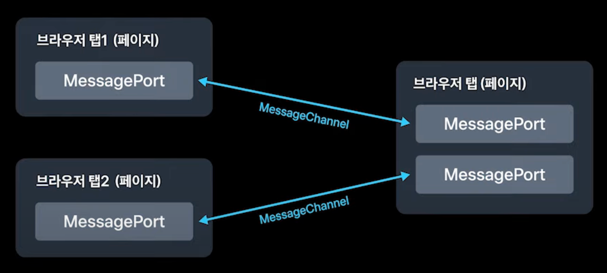 브라우저 탭1 (페이지)
MessagePort
MessageChannel
브라우저 탭2 (페이지)
MessagePort
MessageChannel
브라우저 탭 (페이지)
MessagePort
MessagePort